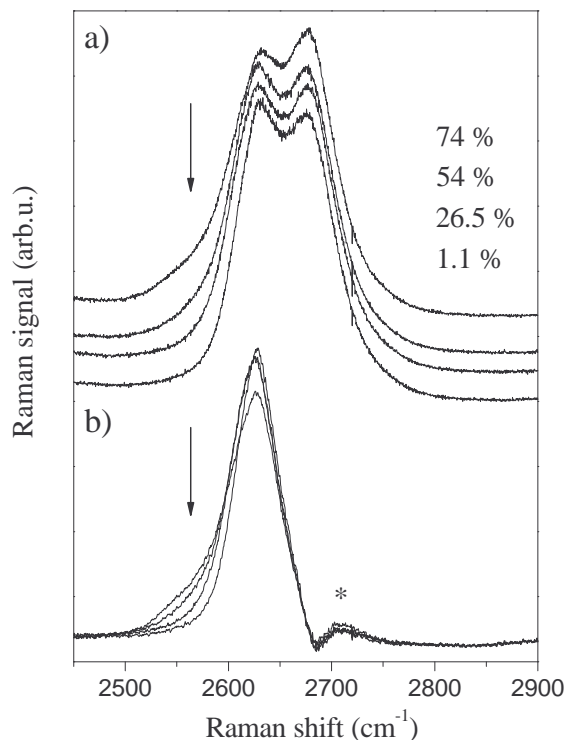 a)
74 %
54 %
26.5 %
1.1 %
Raman signal (arb.u.)
b)
*
2500 2600 2700 2800 2900
Raman shift (cm⁻¹)